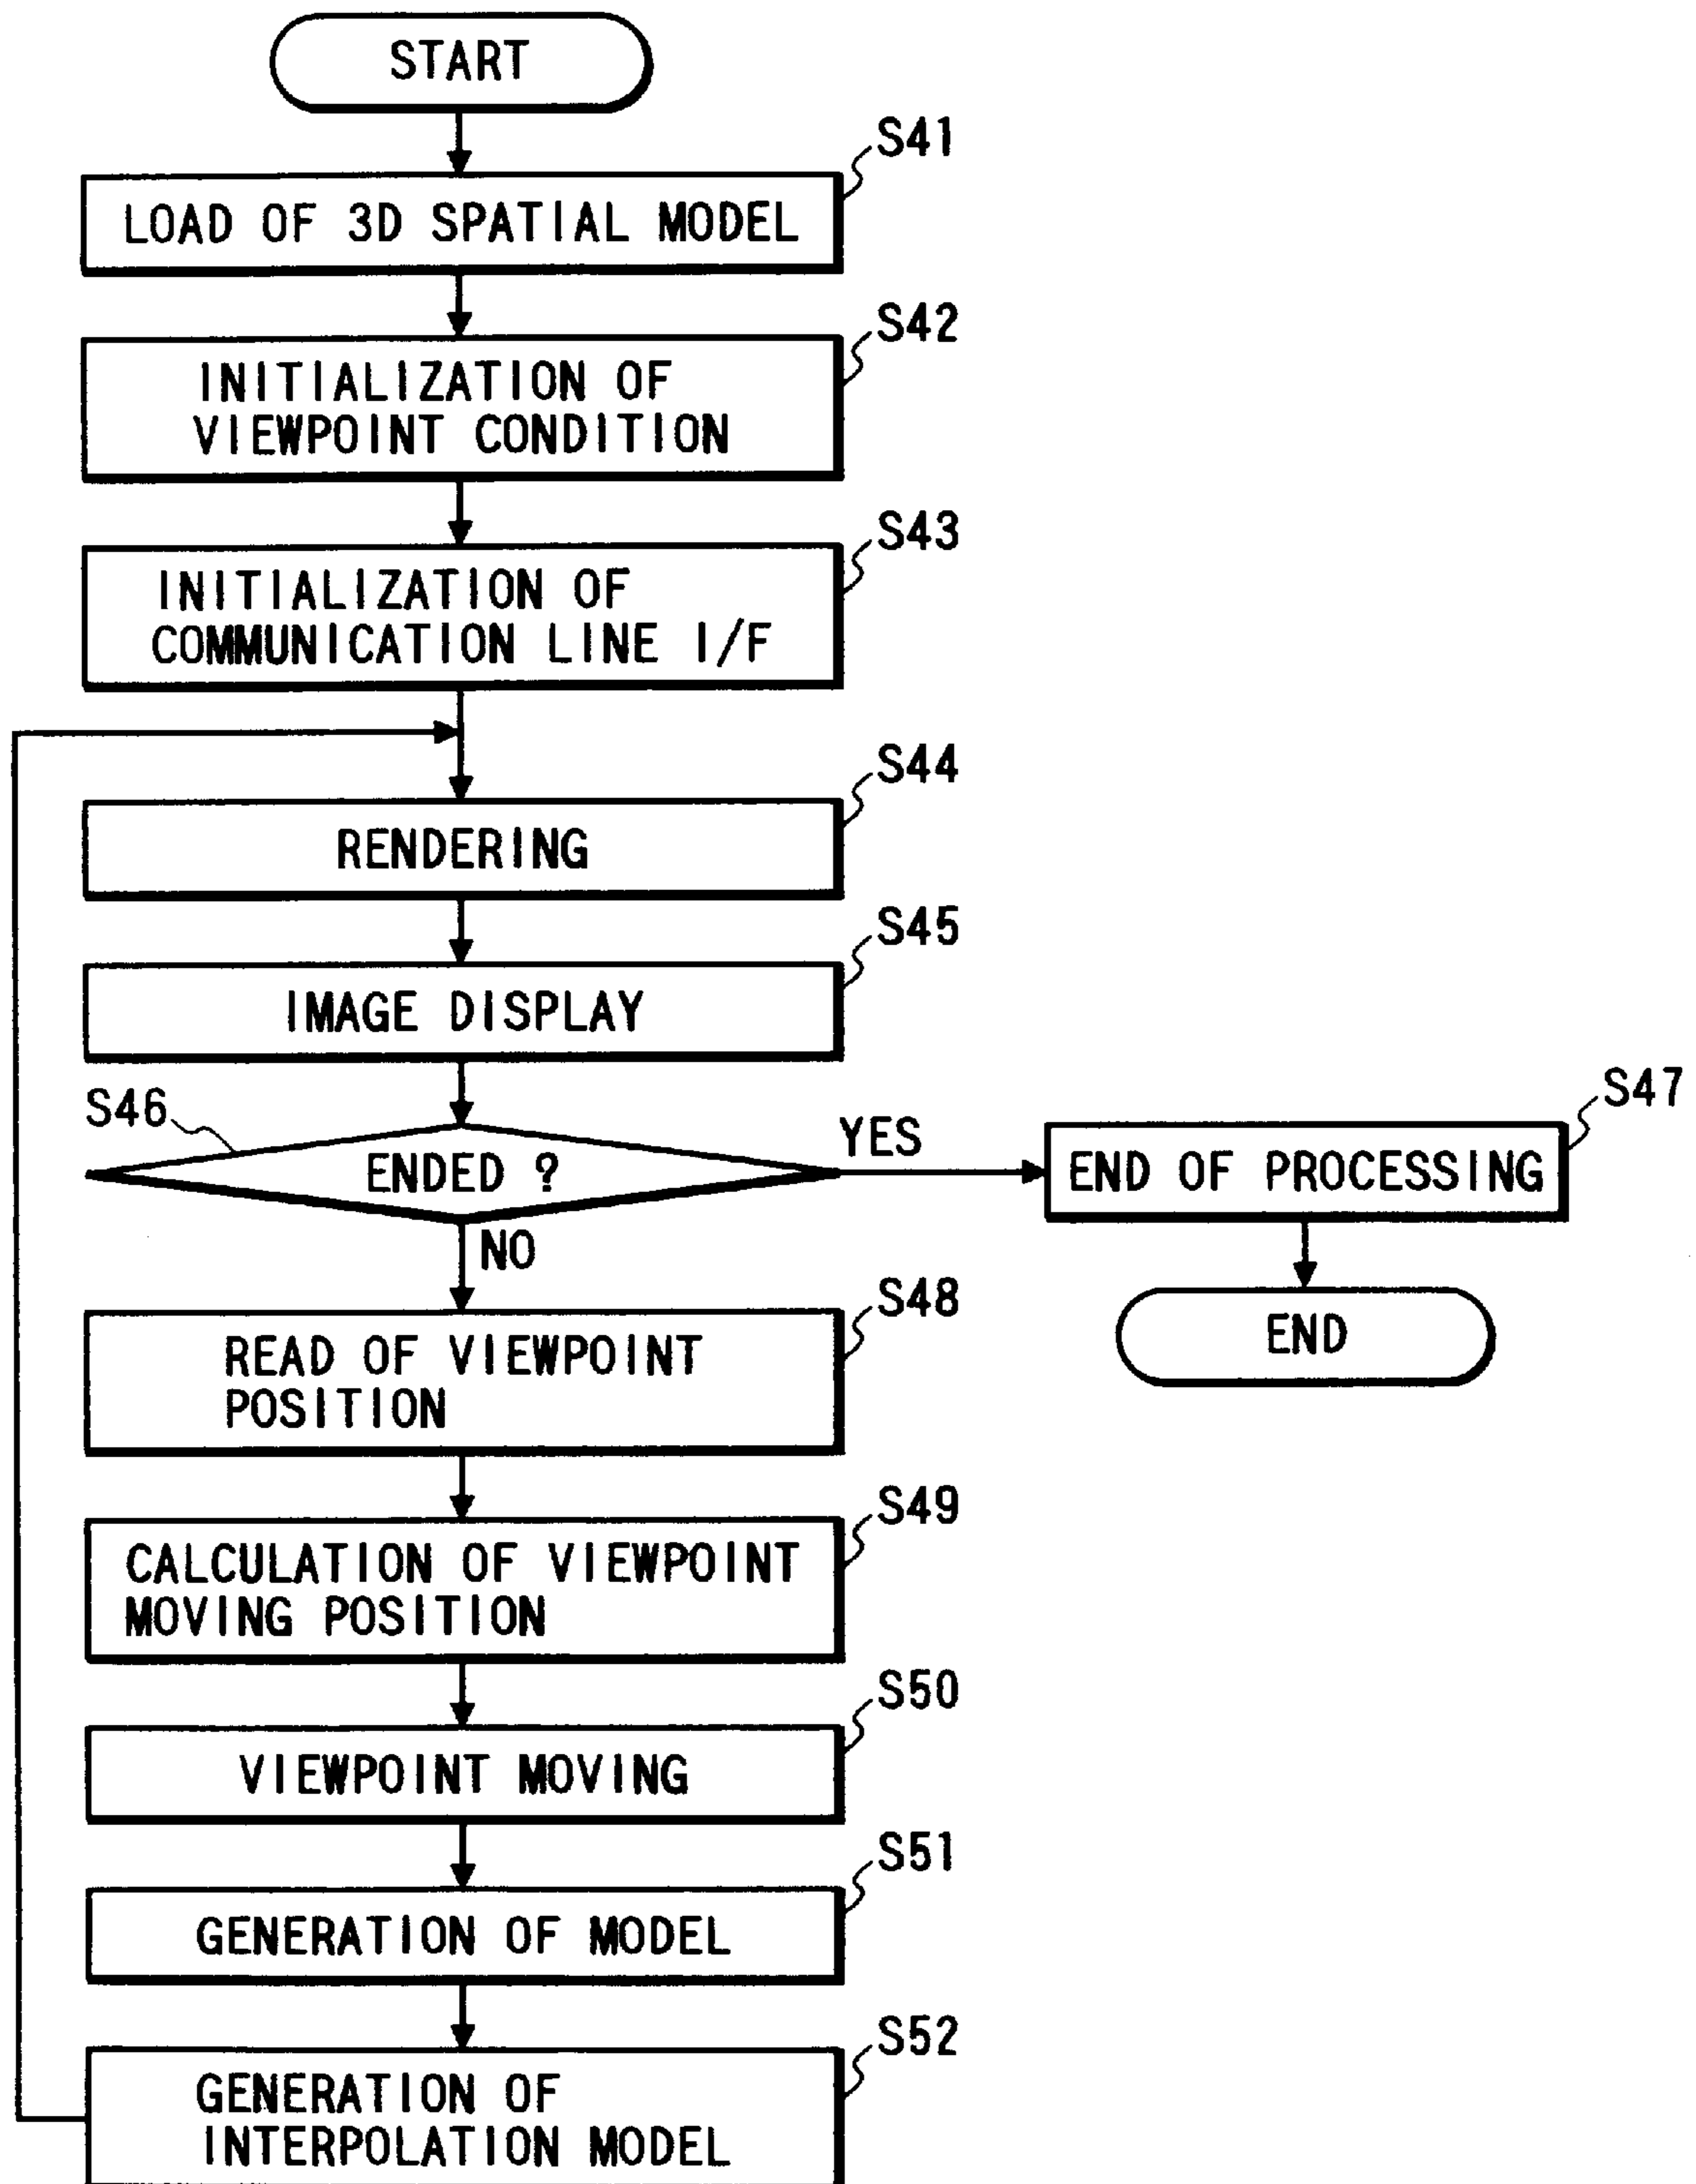 START
S41
LOAD OF 3D SPATIAL MODEL
S42
INITIALIZATION OF
VIEWPOINT CONDITION
S43
INITIALIZATION OF
COMMUNICATION LINE I/F
S44
RENDERING
S45
IMAGE DISPLAY
S46
ENDED ?
YES
S47
END OF PROCESSING
END
NO
S48
READ OF VIEWPOINT
POSITION
S49
CALCULATION OF VIEWPOINT
MOVING POSITION
S50
VIEWPOINT MOVING
S51
GENERATION OF MODEL
S52
GENERATION OF
INTERPOLATION MODEL